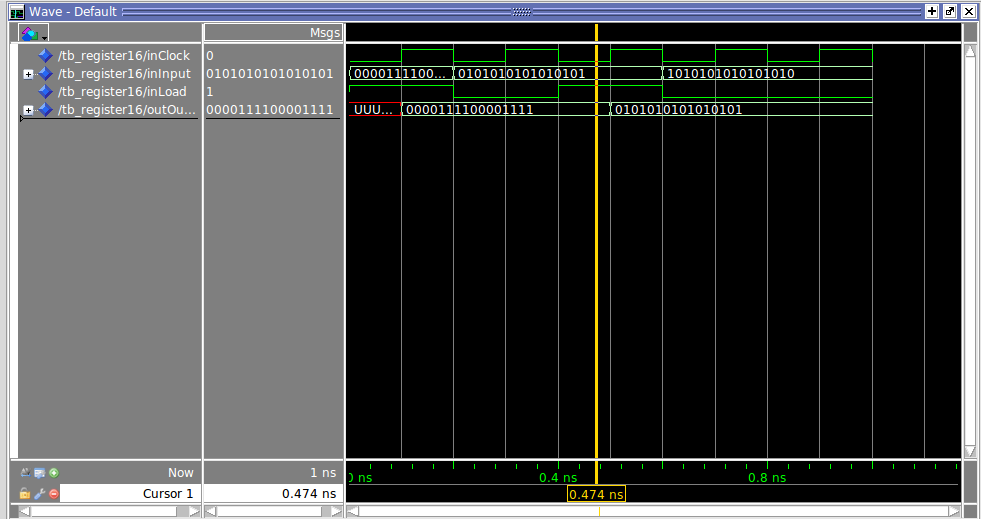 Wave - Default
Msgs
/tb_register16/inClock 0
/tb_register16/inInput 0101010101010101 0000111100... 0101010101010101 1010101010101010
/tb_register16/inLoad 1
/tb_register16/outOu... 0000111100001111 UUU... 0000111100001111 0101010101010101
Now 1 ns ns 0.4 ns 0.8 ns
Cursor 1 0.474 ns 0.474 ns